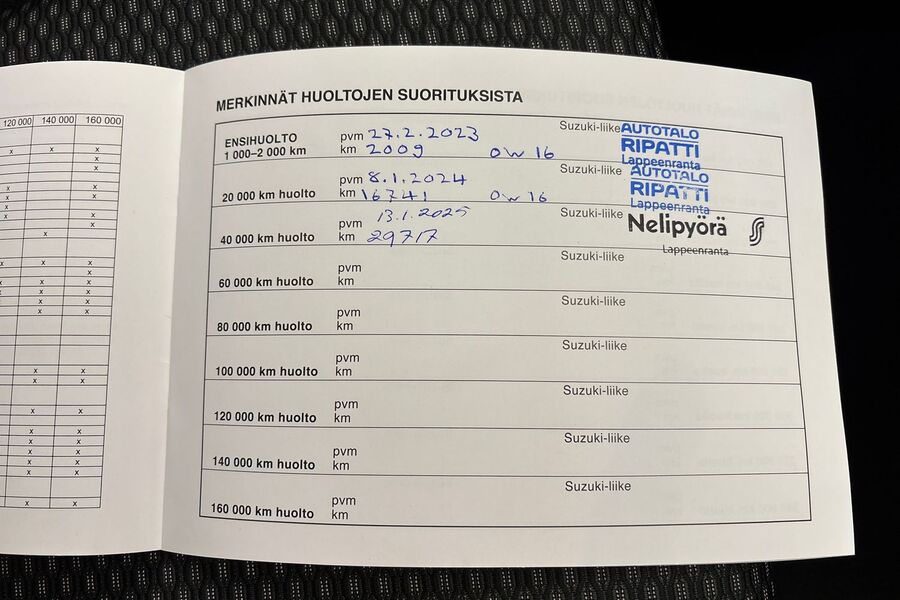 120 000 140 000 160 000
x x x
x
x
x x
x
x
x
x
x
x
x x x
x
x x x
x x
x x x
x x x
x x
x x
x x
x x
x x
x x
x x
x x
x x
x x
MERKINNÄT HUOLTOJEN SUORITUKSISTA
ENSIHUOLTO
1 000–2 000 km
pvm 27.2.2023
km 2009 0W16
Suzuki-liike
AUTOTALO
RIPATTI
Lappeenranta
20 000 km huolto
pvm 8.1.2024
km 16741 0W16
Suzuki-liike
AUTOTALO
RIPATTI
Lappeenranta
40 000 km huolto
pvm 13.1.2025
km 29717
Suzuki-liike
Nelipyörä
Lappeenranta
60 000 km huolto
pvm
km
Suzuki-liike
80 000 km huolto
pvm
km
Suzuki-liike
100 000 km huolto
pvm
km
Suzuki-liike
120 000 km huolto
pvm
km
Suzuki-liike
140 000 km huolto
pvm
km
Suzuki-liike
160 000 km huolto
pvm
km
Suzuki-liike